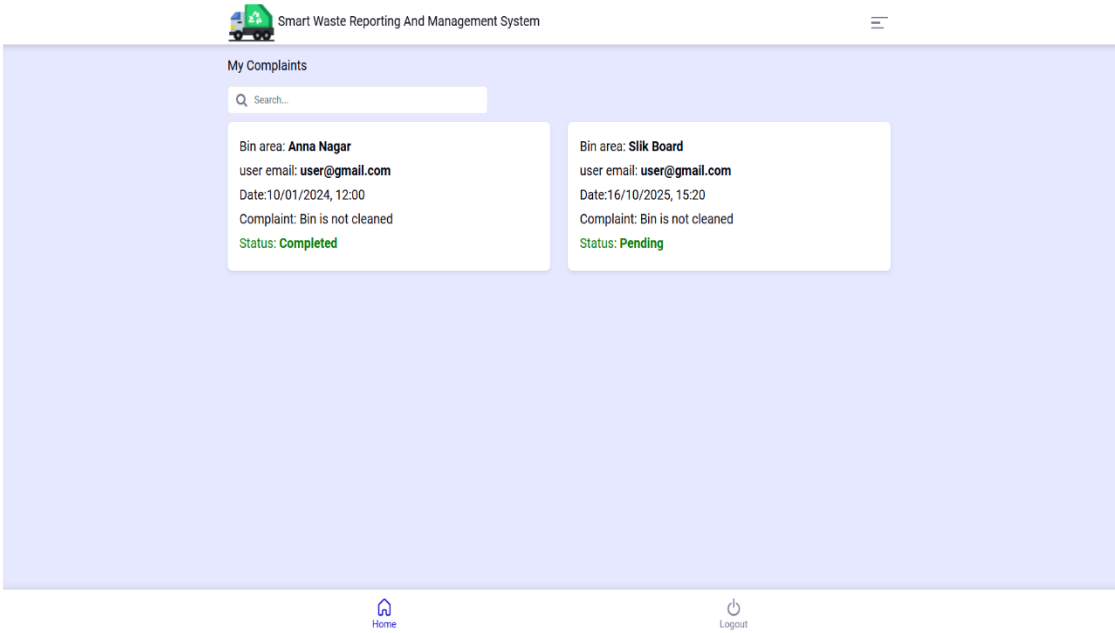 Smart Waste Reporting And Management System
My Complaints
Search...
Bin area: Anna Nagar
user email: user@gmail.com
Date:10/01/2024, 12:00
Complaint: Bin is not cleaned
Status: Completed
Bin area: Slik Board
user email: user@gmail.com
Date:16/10/2025, 15:20
Complaint: Bin is not cleaned
Status: Pending
Home
Logout